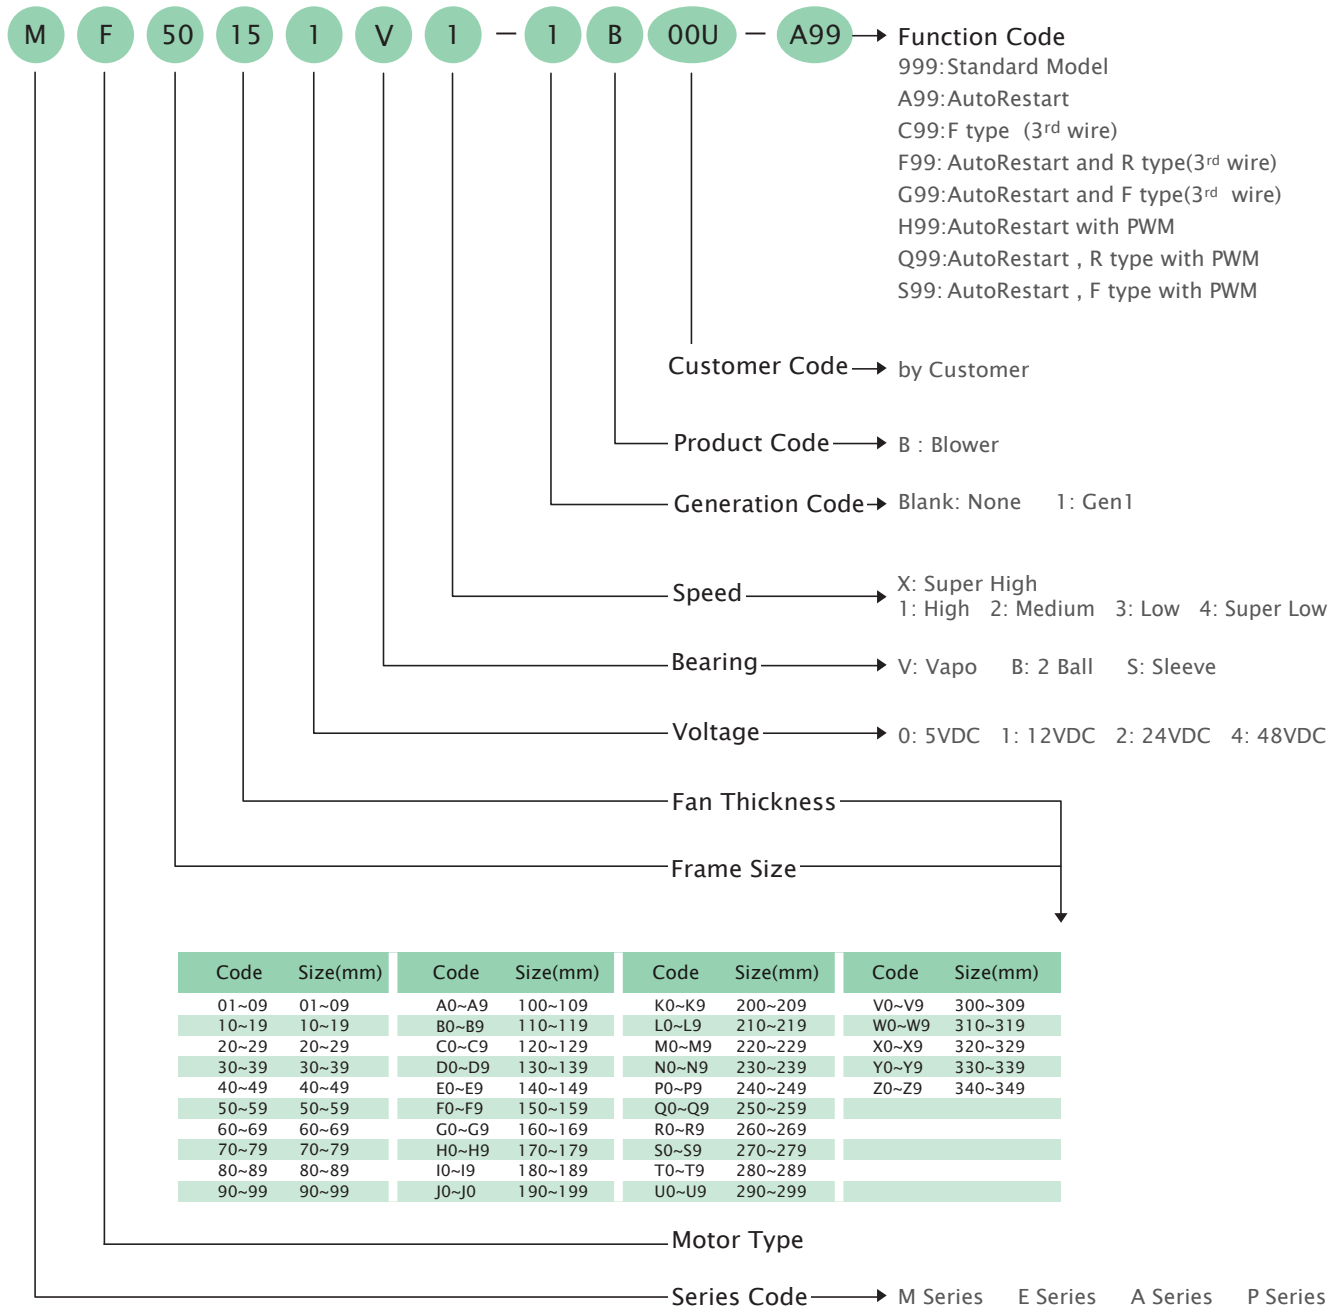 M F 50 15 1 V 1 – 1 B 00U – A99 Function Code
999:Standard Model
A99:AutoRestart
C99:F type (3rd wire)
F99: AutoRestart and R type(3rd wire)
G99:AutoRestart and F type(3rd wire)
H99:AutoRestart with PWM
Q99:AutoRestart , R type with PWM
S99: AutoRestart , F type with PWM
Customer Code by Customer
Product Code B : Blower
Generation Code Blank: None 1: Gen1
X: Super High
Speed 1: High 2: Medium 3: Low 4: Super Low
Bearing V: Vapo B: 2 Ball S: Sleeve
Voltage 0: 5VDC 1: 12VDC 2: 24VDC 4: 48VDC
Fan Thickness
Frame Size
Code Size(mm) Code Size(mm) Code Size(mm) Code Size(mm)
01~09 01~09 A0~A9 100~109 K0~K9 200~209 V0~V9 300~309
10~19 10~19 B0~B9 110~119 L0~L9 210~219 W0~W9 310~319
20~29 20~29 C0~C9 120~129 M0~M9 220~229 X0~X9 320~329
30~39 30~39 D0~D9 130~139 N0~N9 230~239 Y0~Y9 330~339
40~49 40~49 E0~E9 140~149 P0~P9 240~249 Z0~Z9 340~349
50~59 50~59 F0~F9 150~159 Q0~Q9 250~259
60~69 60~69 G0~G9 160~169 R0~R9 260~269
70~79 70~79 H0~H9 170~179 S0~S9 270~279
80~89 80~89 I0~I9 180~189 T0~T9 280~289
90~99 90~99 J0~J0 190~199 U0~U9 290~299
Motor Type
Series Code M Series E Series A Series P Series